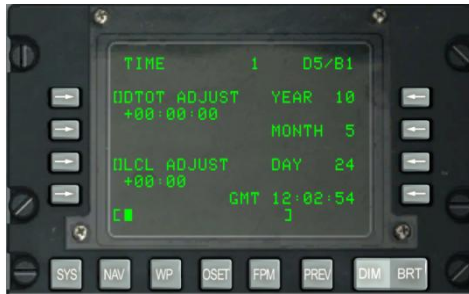 TIME 1 D5/B1
[]DTOT ADJUST YEAR 10
+00:00:00
MONTH 5
[]LCL ADJUST DAY 24
+00:00
GMT 12:02:54
[ ]
SYS NAV WP OSET FPM PREV DIM BRT